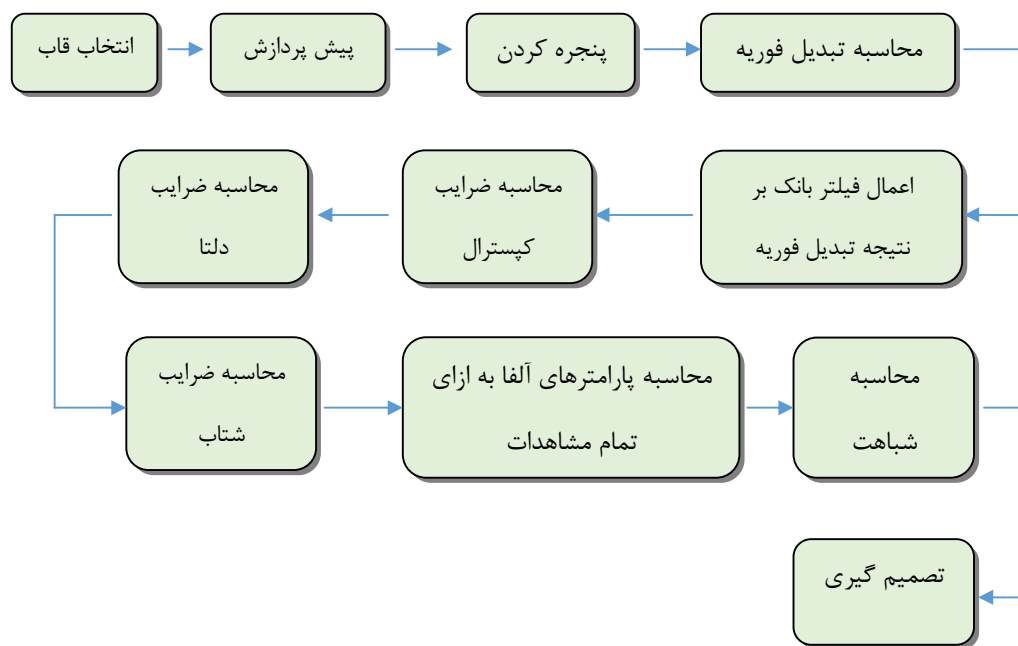 انتخاب قاب
پیش پردازش
پنجره کردن
محاسبه تبدیل فوریه
اعمال فیلتر بانک بر
نتیجه تبدیل فوریه
محاسبه ضرایب
کپسترال
محاسبه ضرایب
دلتا
محاسبه ضرایب
شتاب
محاسبه پارامترهای آلفا به ازای
تمام مشاهدات
محاسبه
شباهت
تصمیم گیری